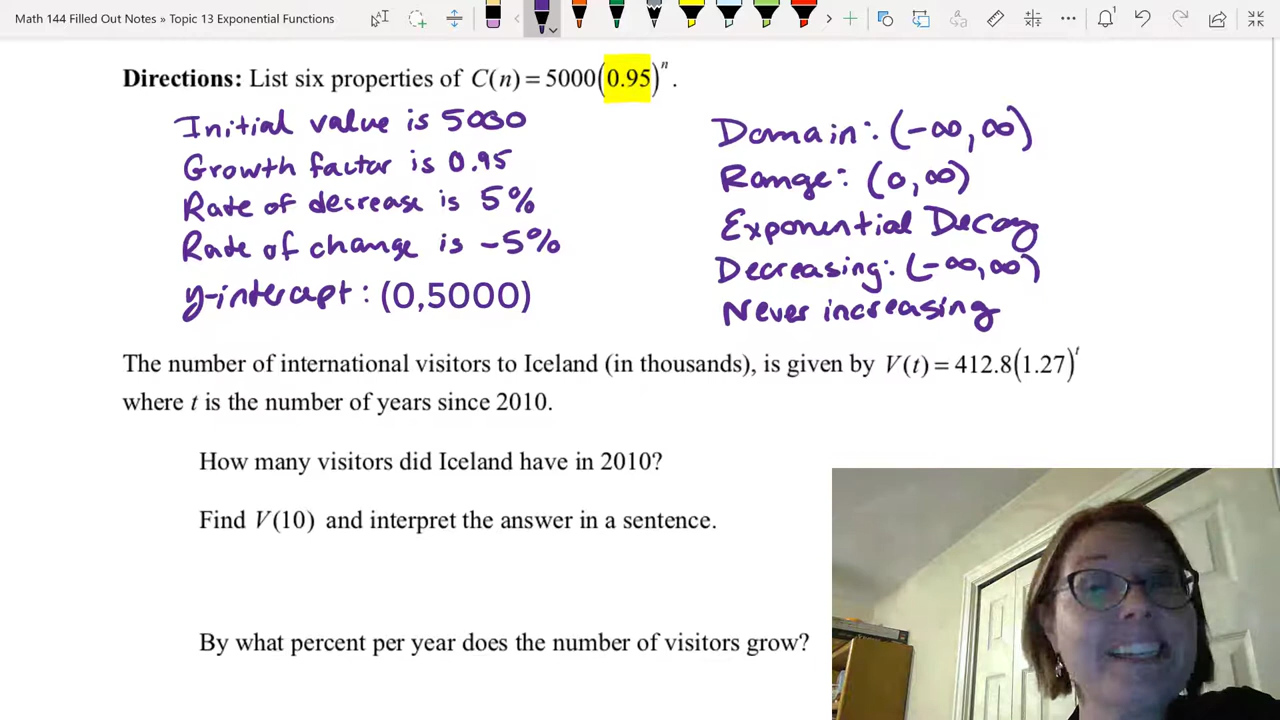 Math 144 Filled Out Notes » Topic 13 Exponential Functions
Directions: List six properties of C(n) = 5000(0.95)^n.
Initial value is 5000
Growth factor is 0.95
Rate of decrease is 5%
Rate of change is -5%
y-intercept: (0,5000)
Domain: (-∞,∞)
Range: (0,∞)
Exponential Decay
Decreasing: (-∞,∞)
Never increasing
The number of international visitors to Iceland (in thousands), is given by V(t) = 412.8(1.27)^t
where t is the number of years since 2010.
How many visitors did Iceland have in 2010?
Find V(10) and interpret the answer in a sentence.
By what percent per year does the number of visitors grow?